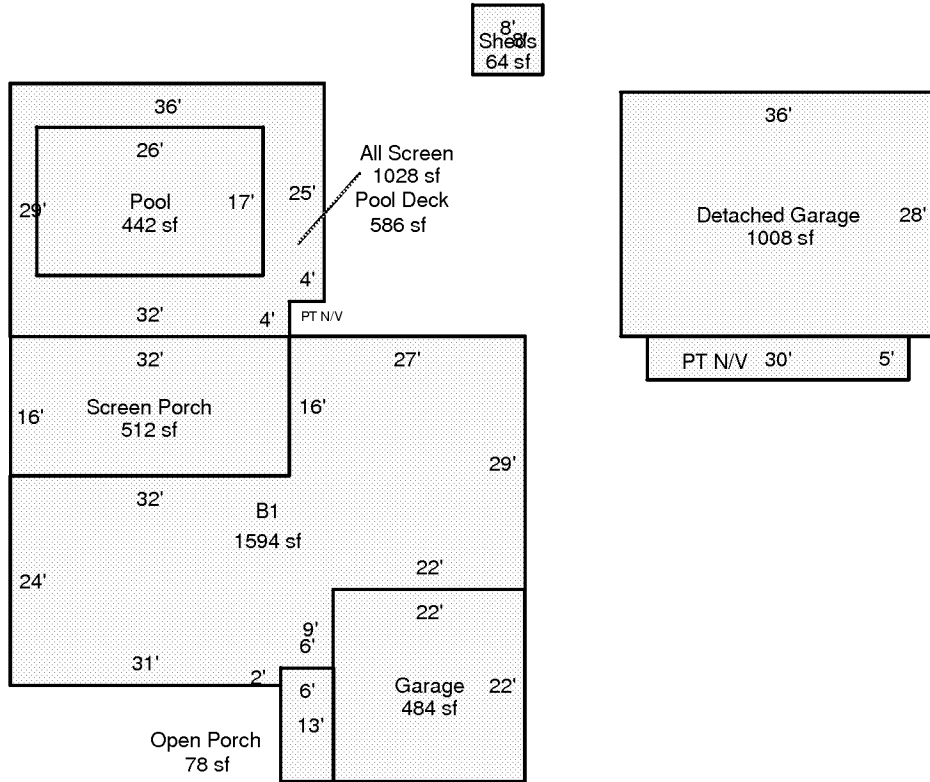 8'
8'
Sheds
64 sf
36'
26'
Pool
442 sf
17'
29'
25'
All Screen
1028 sf
Pool Deck
586 sf
4'
32'
4'
PT N/V
36'
Detached Garage
1008 sf
28'
PT N/V
30'
5'
32'
27'
16'
Screen Porch
512 sf
16'
29'
32'
B1
1594 sf
24'
22'
22'
9'
6'
31'
2'
6'
13'
Garage
484 sf
22'
Open Porch
78 sf